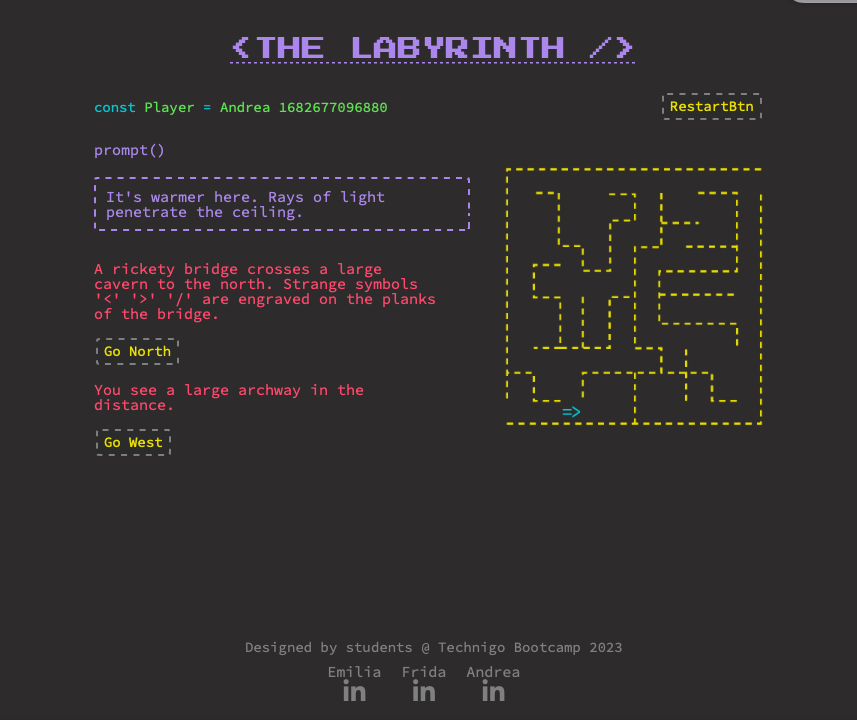 <THE LABYRINTH />
const Player = Andrea 1682677096880
RestartBtn
prompt()
It's warmer here. Rays of light
penetrate the ceiling.
A rickety bridge crosses a large
cavern to the north. Strange symbols
'<' '>' '/' are engraved on the planks
of the bridge.
Go North
You see a large archway in the
distance.
Go West
=>
Designed by students @ Technigo Bootcamp 2023
Emilia Frida Andrea
in in in